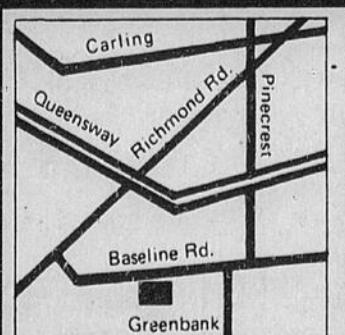 Carling
Richmond Rd.
Queensway
Pinecrest
Baseline Rd.
Greenbank